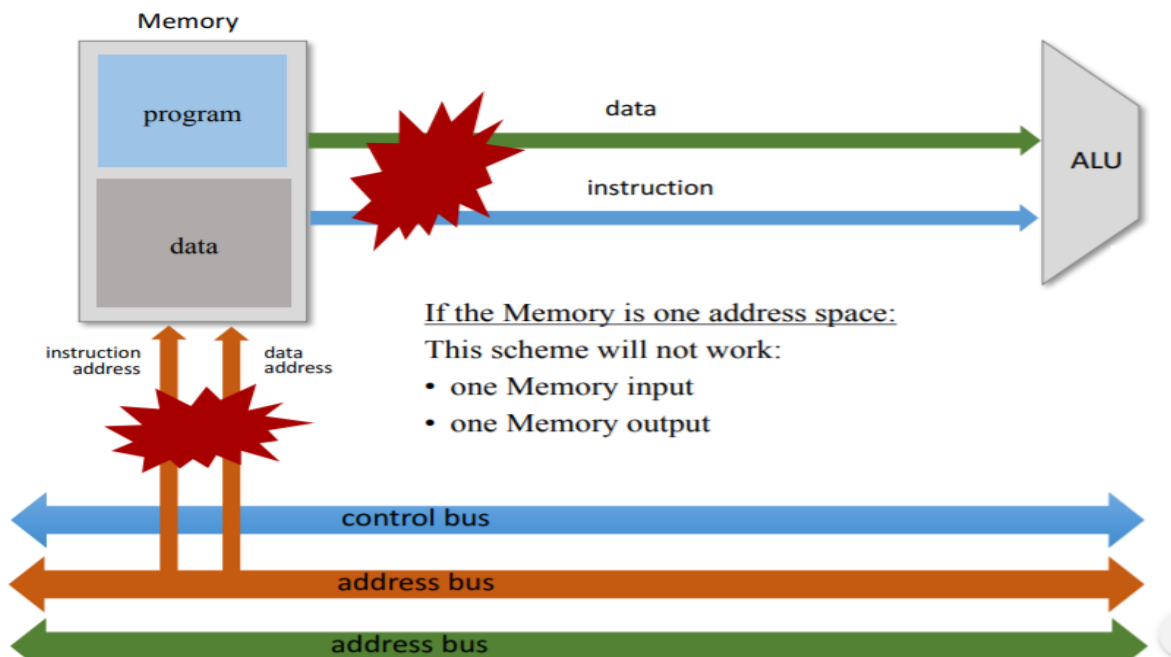 Memory
program
data
data
instruction
ALU
If the Memory is one address space:
This scheme will not work:
• one Memory input
• one Memory output
instruction
address
data
address
control bus
address bus
address bus